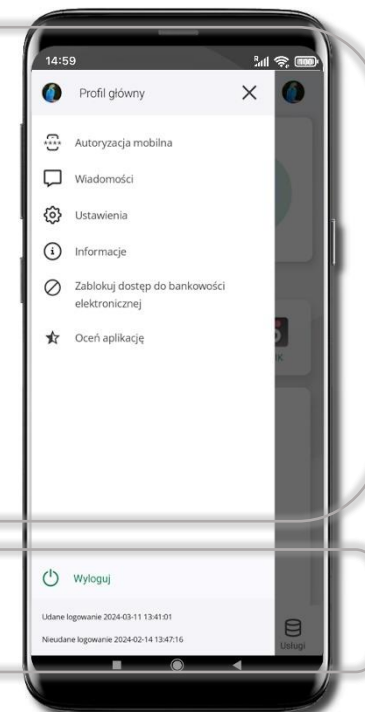 14:59
Profil główny
Autoryzacja mobilna
Wiadomości
Ustawienia
Informacje
Zablokuj dostęp do bankowości
elektronicznej
Oceń aplikację
IK
Wyloguj
Udane logowanie 2024-03-11 13:41:01
Nieudane logowanie 2024-02-14 13:47:16
Usługi